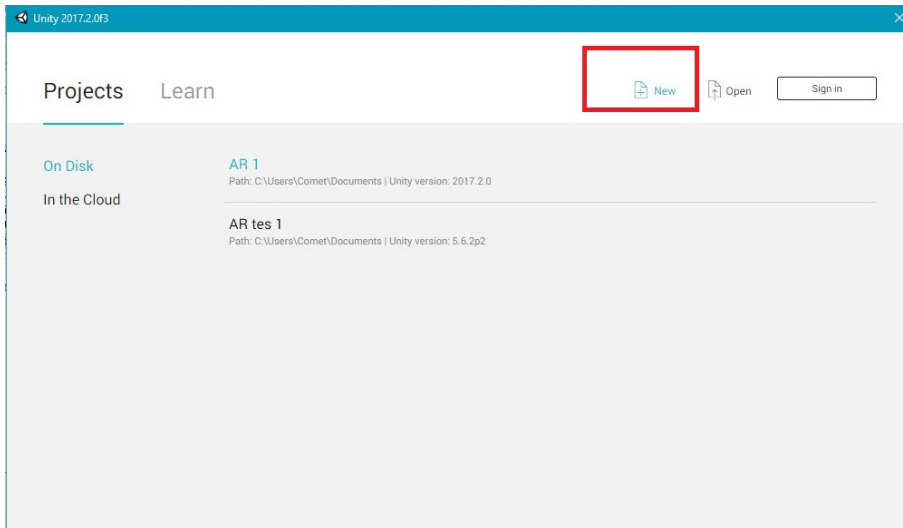 Unity 2017.2.0f3
Projects Learn New Open Sign in
On Disk
In the Cloud
AR 1
Path: C:\Users\Comet\Documents | Unity version: 2017.2.0
AR tes 1
Path: C:\Users\Comet\Documents | Unity version: 5.6.2p2